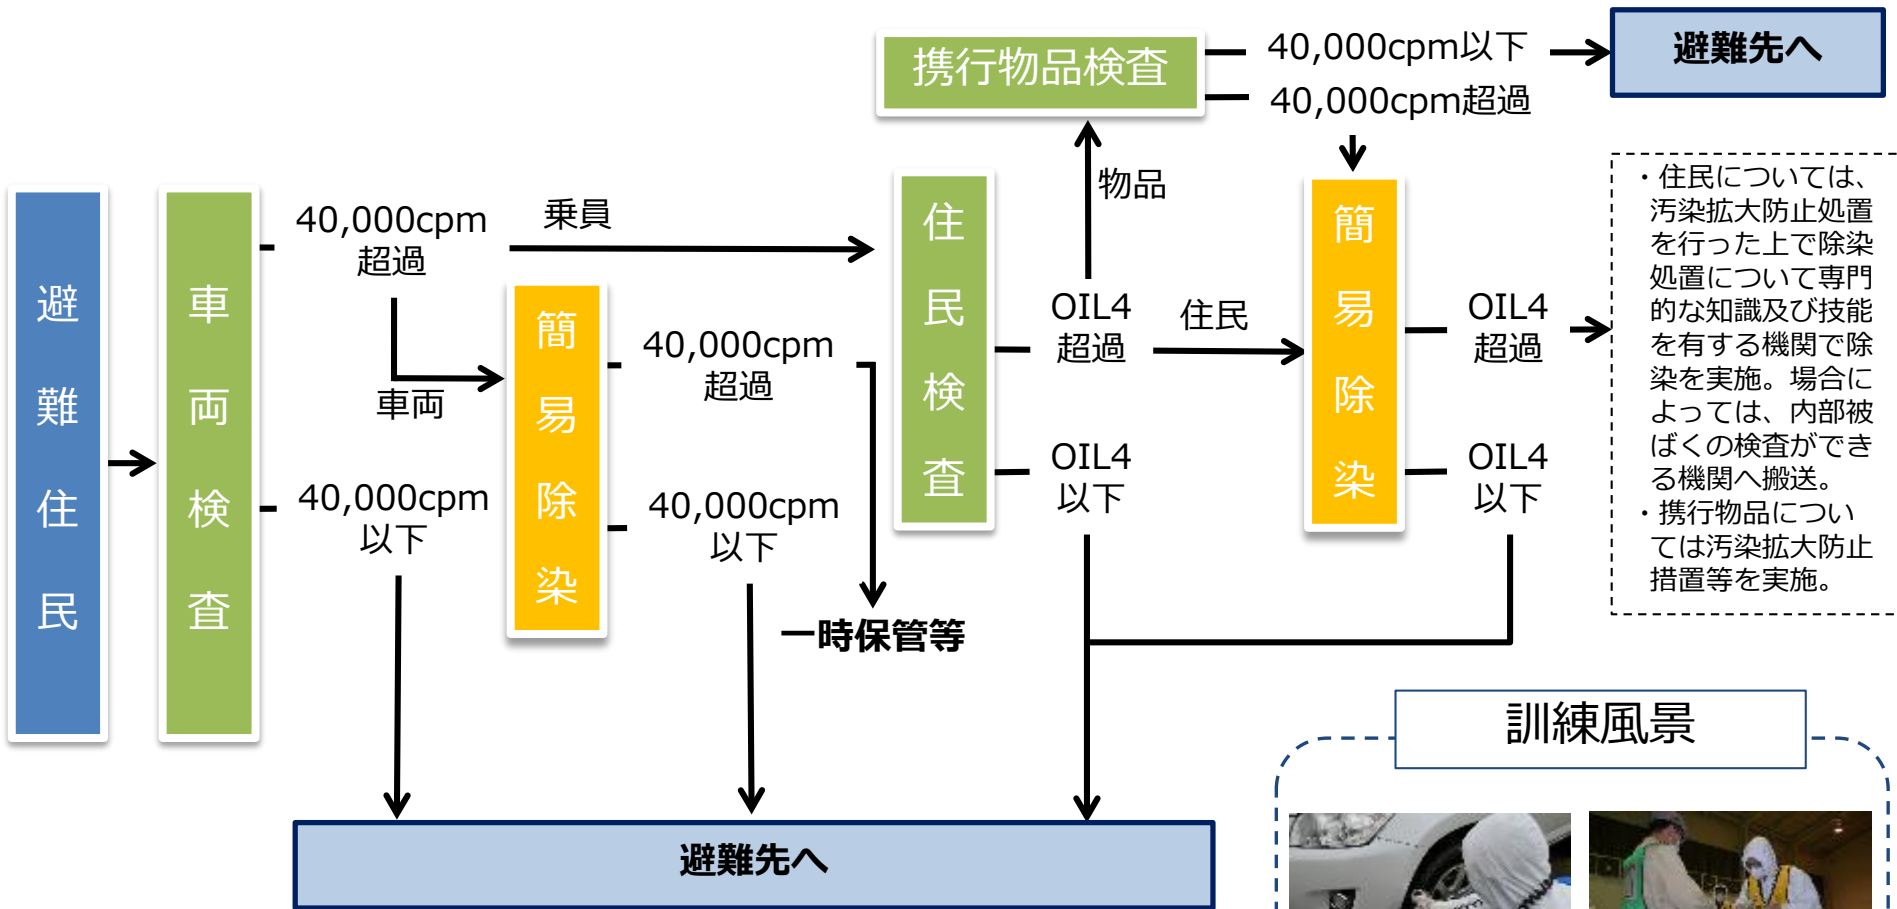 避難住民
車両検査
40,000cpm
超過
乗員
車両
40,000cpm
以下
簡易除染
40,000cpm
超過
40,000cpm
以下
一時保管等
住民検査
物品
OIL4
超過
住民
OIL4
以下
携行物品検査
40,000cpm以下
40,000cpm超過
避難先へ
簡易除染
OIL4
超過
OIL4
以下
・住民については、
汚染拡大防止処置
を行った上で除染
処置について専門
的な知識及び技能
を有する機関で除
染を実施。場合に
よっては、内部被
ばくの検査ができ
る機関へ搬送。
・携行物品につい
ては汚染拡大防止
措置等を実施。
避難先へ
訓練風景